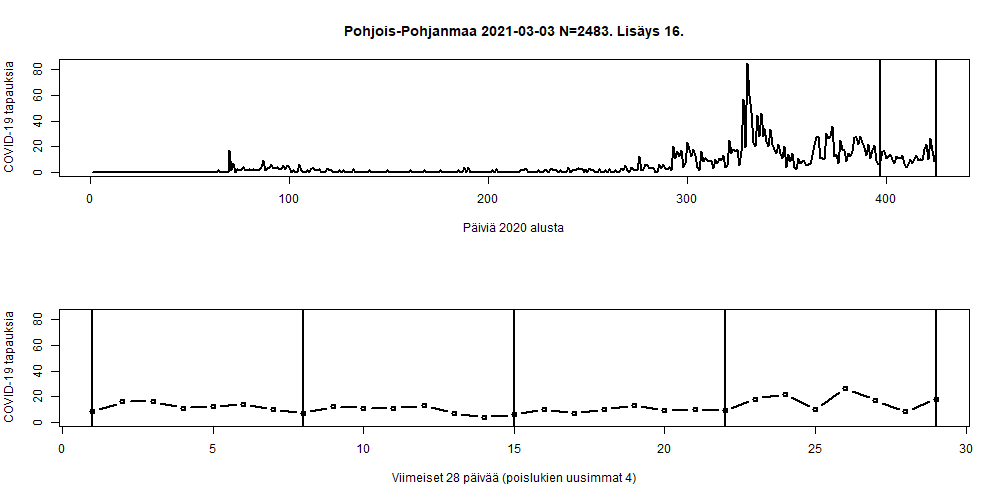 Pohjois-Pohjanmaa 2021-03-03 N=2483. Lisäys 16.
COVID-19 tapauksia
80
60
40
20
0
0 100 200 300 400
Päiviä 2020 alusta
COVID-19 tapauksia
80
60
40
20
0
0 5 10 15 20 25 30
Viimeiset 28 päivää (poislukien uusimmat 4)